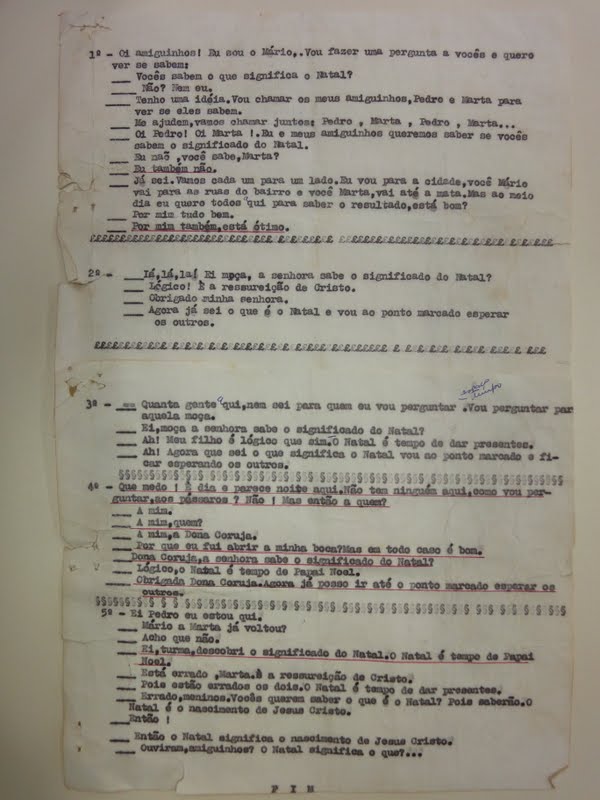 1º - Oi amiguinhos! Eu sou o Mário,.Vou fazer uma pergunta a vocês e quero
ver se sabem:
___ Vocês sabem o que significa o Natal?
___ Não? Nem eu.
___ Tenho uma idéia.Vou chamar os meus amiguinhos,Pedro e Marta para
ver se eles sabem.
___ Me ajudem,vamos chamar juntos: Pedro , Marta , Pedro , Marta...
___ Oi Pedro! Oi Marta !.Eu e meus amiguinhos queremos saber se vocês
sabem o significado do Natal.
___ Eu não ,você sabe,Marta?
___ Eu também não.
___ Já sei.Vamos cada um para um lado.Eu vou para a cidade,você Mário
vai para as ruas do bairro e você Marta,vai até a mata.Mas ao meio
dia eu quero todos aqui para saber o resultado,está bom?
___ Por mim tudo bem.
___ Por mim também,está ótimo.
2º - ___Lá,lá,lá! Ei moça, a senhora sabe o significado do Natal?
___ Lógico! É a ressureição de Cristo.
___ Obrigado minha senhora.
___ Agora já sei o que é o Natal e vou ao ponto marcado esperar
os outros.
3º - ___ Quanta gente aqui,nem sei para quem eu vou perguntar .Vou perguntar par
aquela moça.
___ Ei,moça a senhora sabe o significado do Natal?
___ Ah! Meu filho é lógico que sim.O Natal é tempo de dar presentes.
___ Ah! Agora que sei o que significa o Natal vou ao ponto marcado e fi-
car esperando os outros.
§§§§§§§§§§§§§§§§§§§§§§§§§§§§§§§§§§§§§§§§§§§§§§
4º - Que medo ! É dia e parece noite aqui.Não tem ninguém aqui,como vou per-
guntar,aos pássaros ? Não ! Mas então a quem?
___ A mim.
___ A mim,quem?
___ A mim,a Dona Coruja.
___ Por que eu fui abrir a minha boca?Mas em todo caso é bom.
Dona Coruja,a senhora sabe o significado do Natal?
___ Lógico,o Natal é tempo de Papai Noel.
___ Obrigada Dona Coruja.Agora já posso ir até o ponto marcado esperar os
outros.
§§§§§§§§ § § § §§§§§§§§§§§§§§§§§§ § § § § § § § § § §§§
5º - Ei Pedro eu estou qui.
___ Mário a Marta já voltou?
___ Acho que não.
___ Ei,turma,descobri o significado do Natal.O Natal é tempo de Papai
Noel.
___ Está errado ,Marta.È a ressureição de Cristo.
___ Pois estão errados os dois.O Natal é tempo de dar presentes.
___ Errado,meninos.Vocês querem saber o que é o Natal? Pois saberão.O
Natal é o nascimento de Jesus Cristo.
___Então !
___ Então o Natal significa o nascimento de Jesus Cristo.
___ Ouviram,amiguinhos? O Natal significa o que?...
F I M